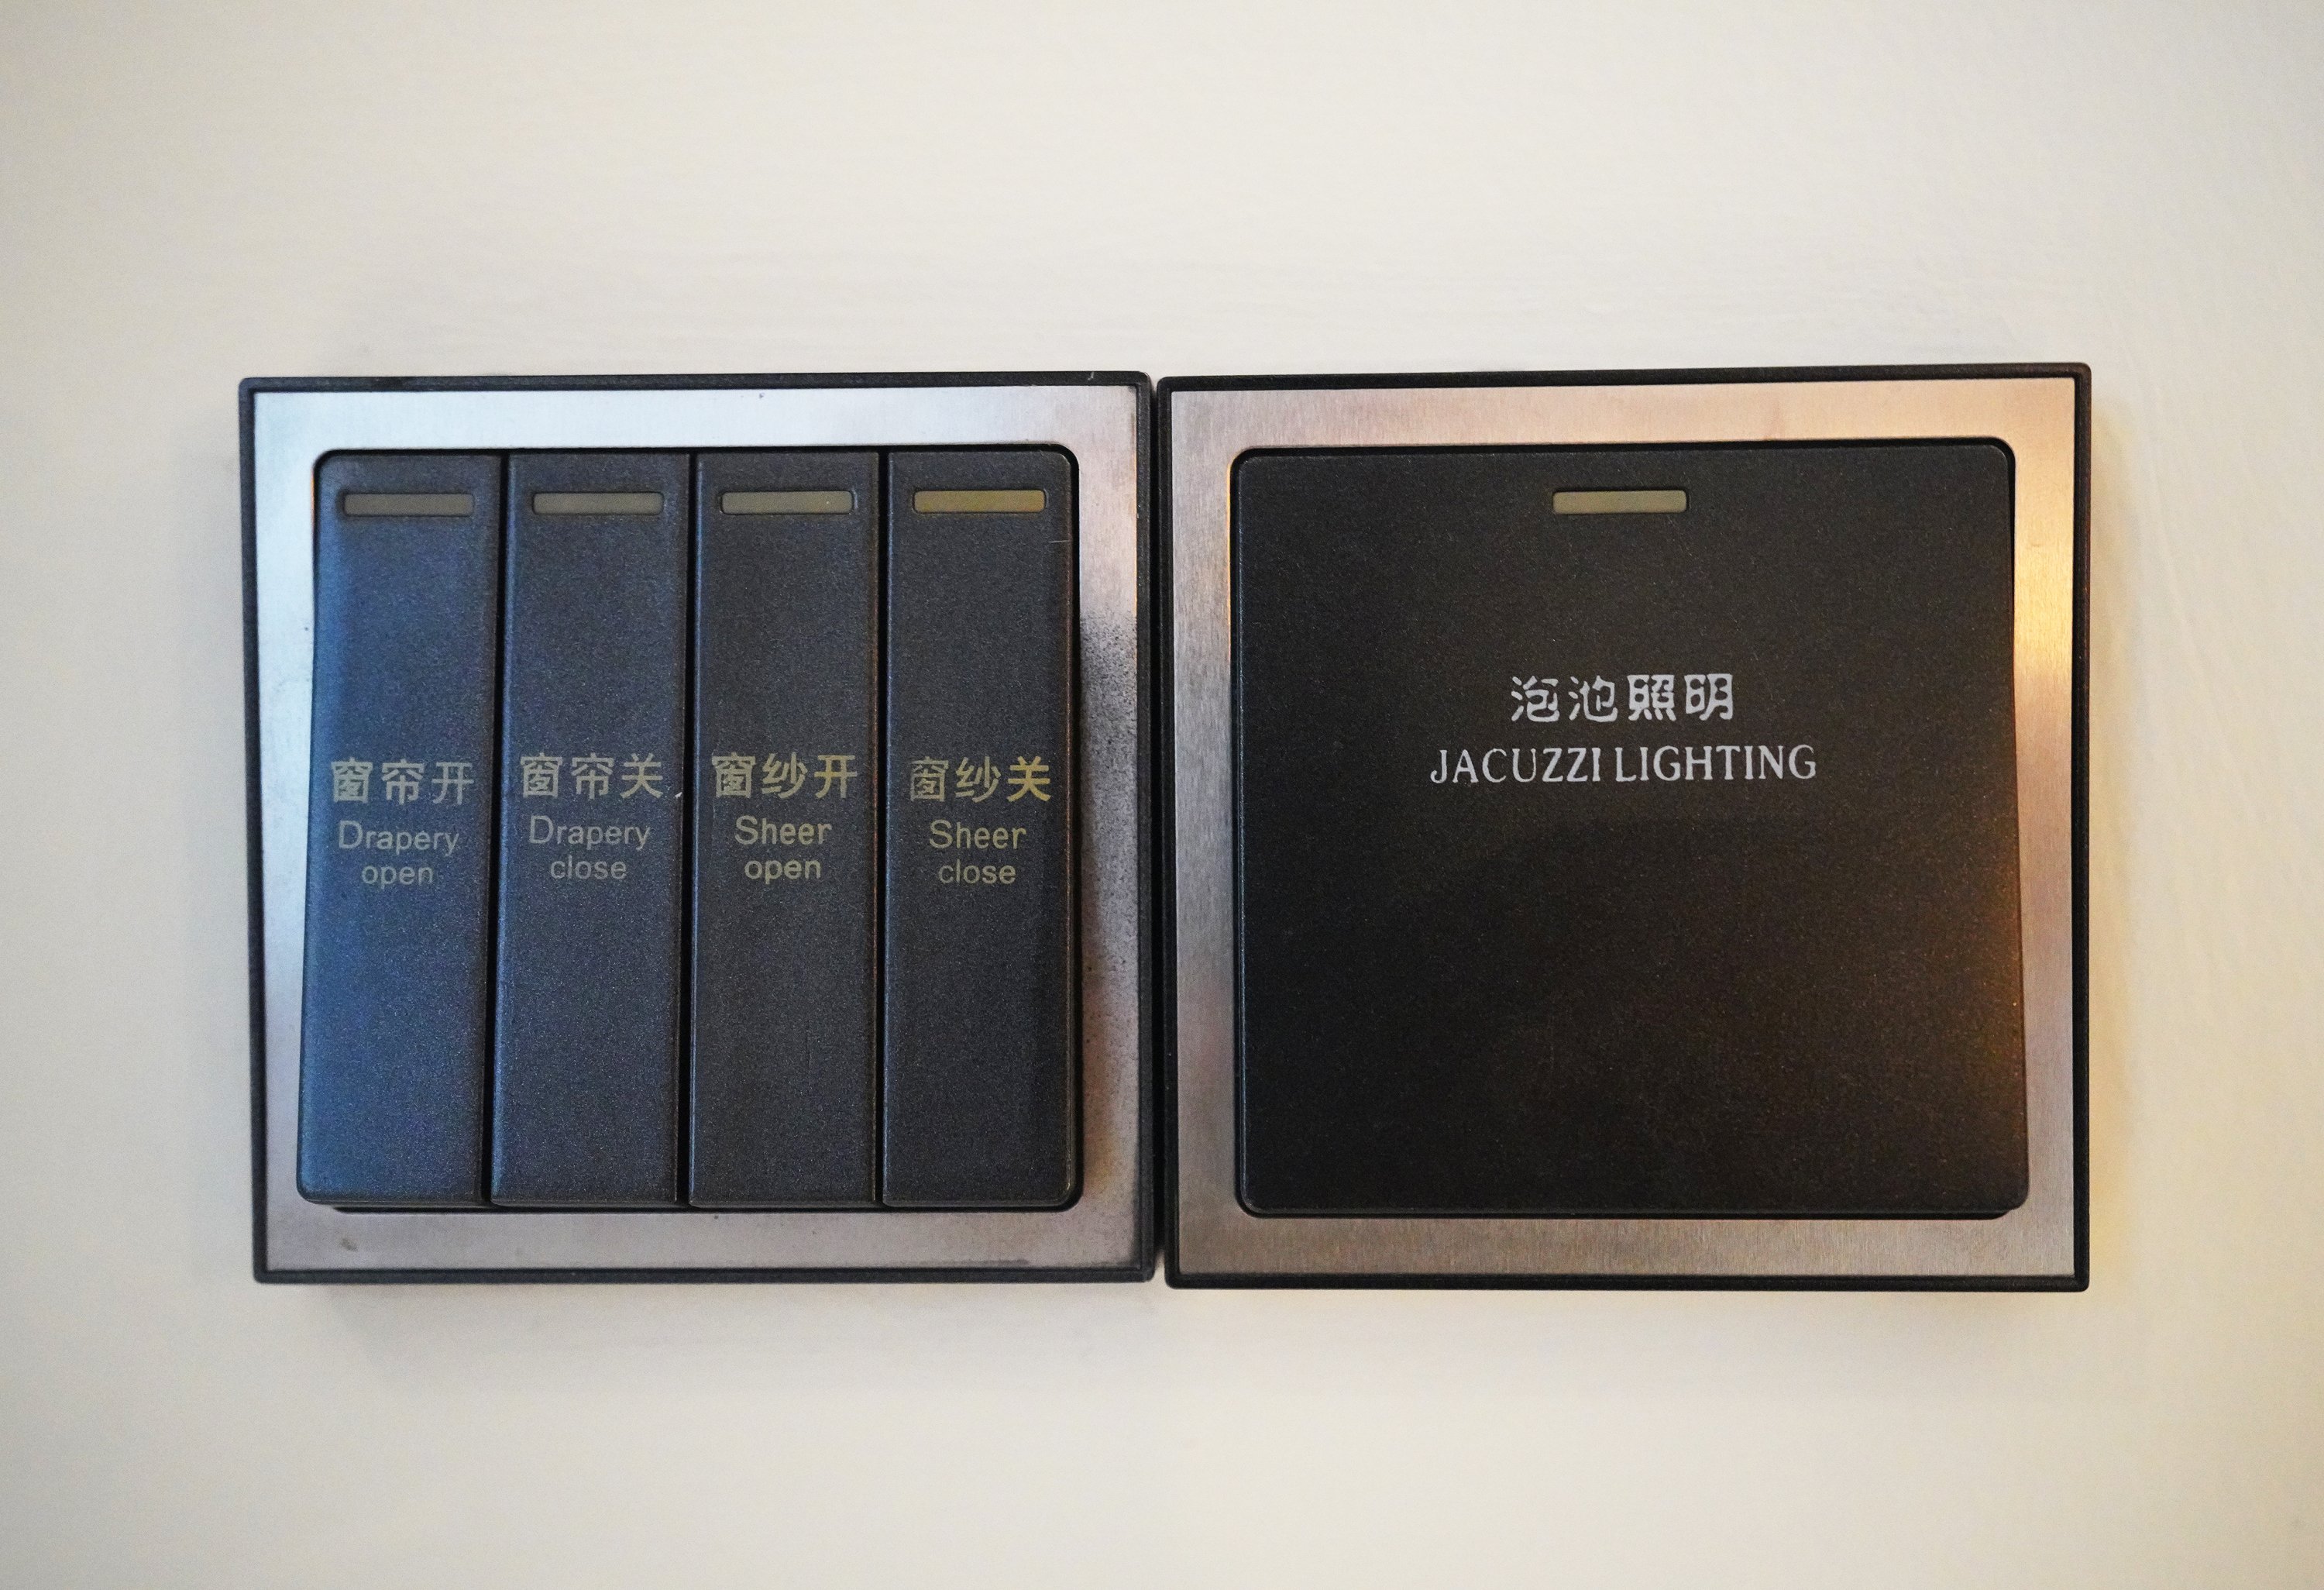 窗帘开
Drapery
open
窗帘关
Drapery
close
窗纱开
Sheer
open
窗纱关
Sheer
close
泡池照明
JACUZZI LIGHTING